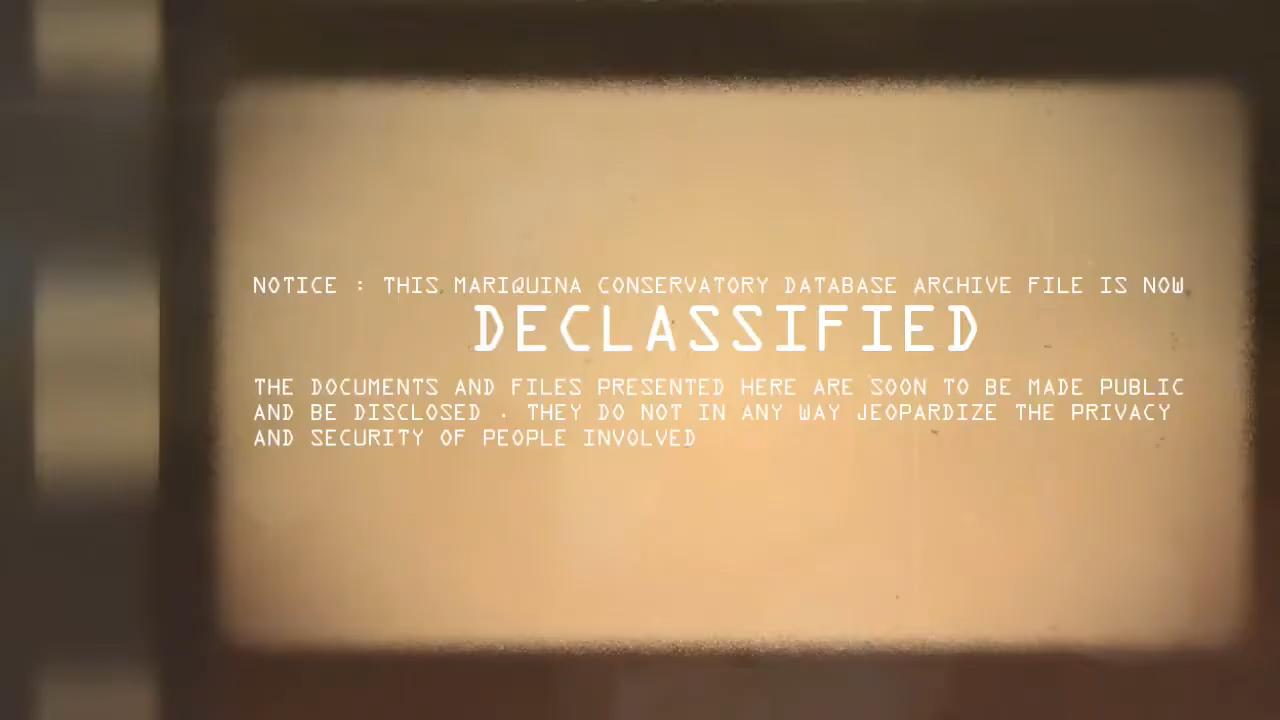 NOTICE : THIS MARIQUINA CONSERVATORY DATABASE ARCHIVE FILE IS NOW
DECLASSIFIED
THE DOCUMENTS AND FILES PRESENTED HERE ARE SOON TO BE MADE PUBLIC
AND BE DISCLOSED . THEY DO NOT IN ANY WAY JEOPARDIZE THE PRIVACY
AND SECURITY OF PEOPLE INVOLVED